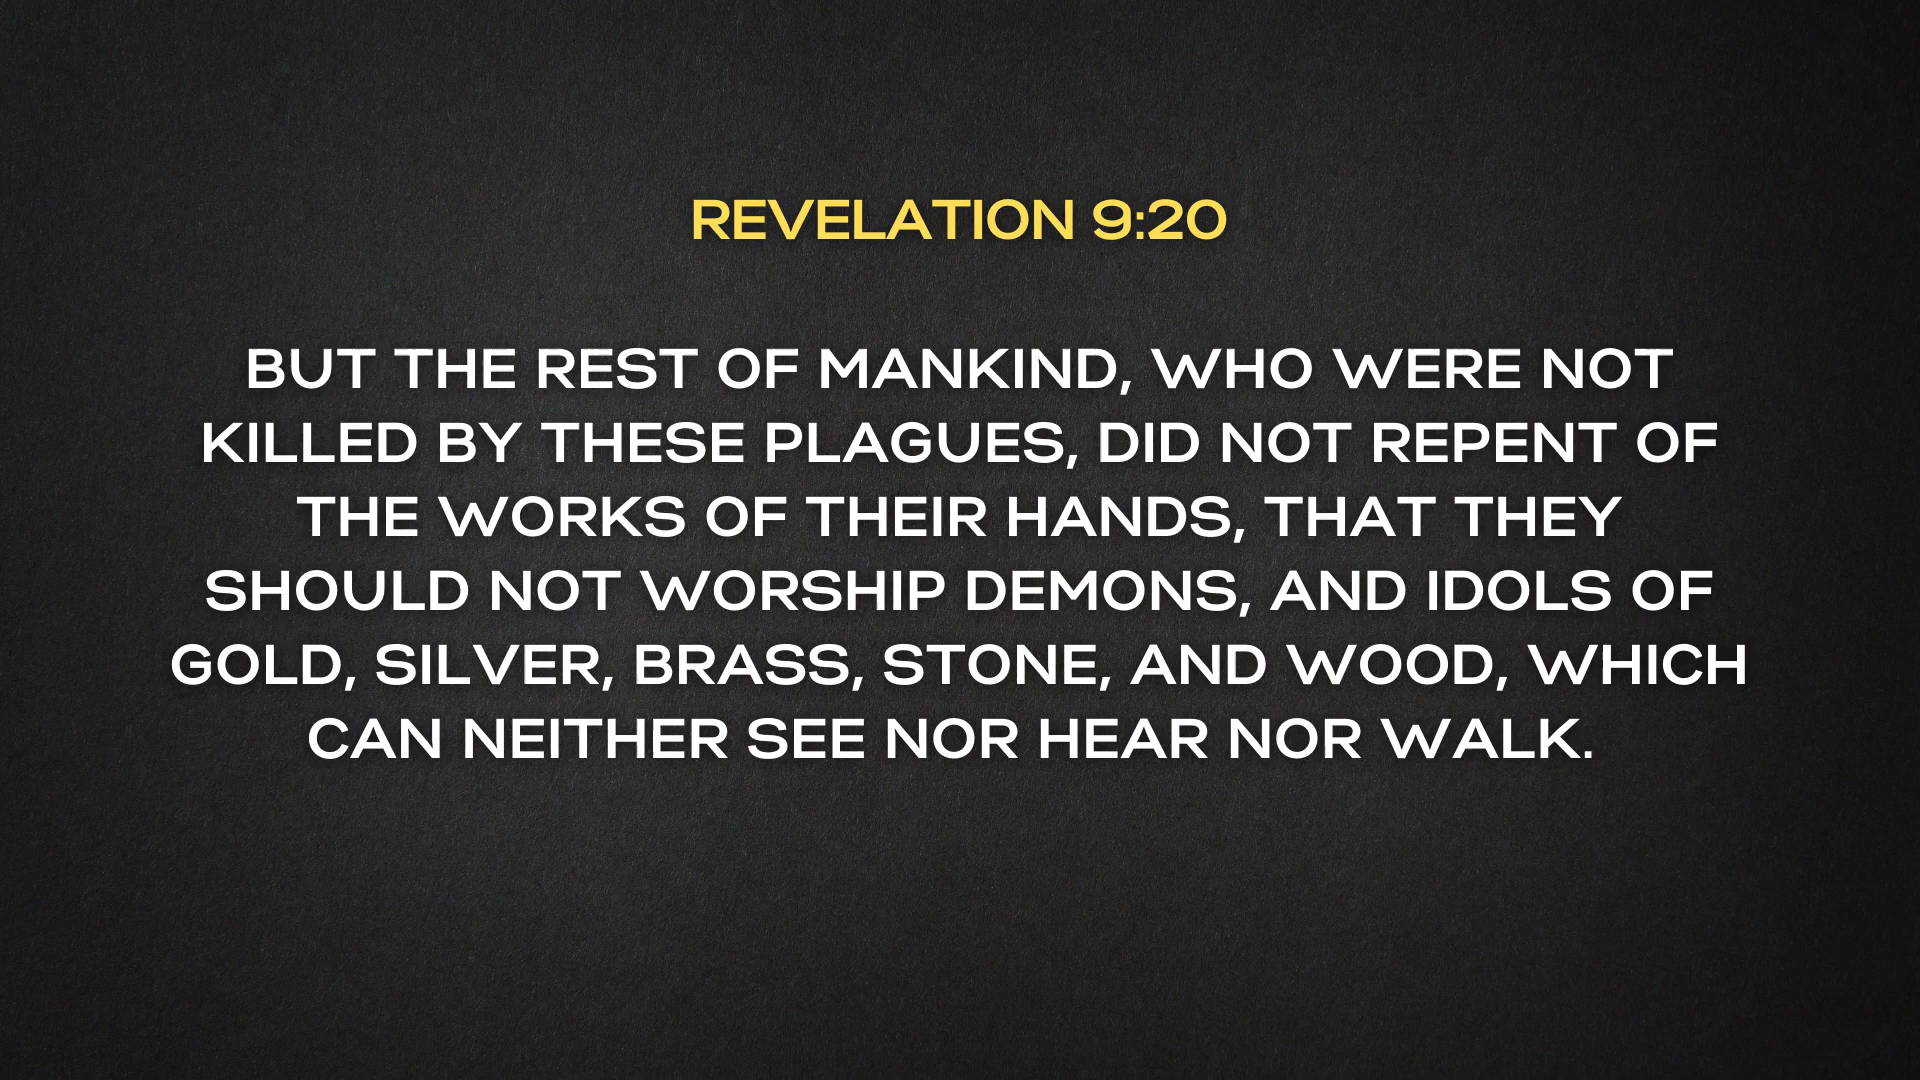 REVELATION 9:20
BUT THE REST OF MANKIND, WHO WERE NOT
KILLED BY THESE PLAGUES, DID NOT REPENT OF
THE WORKS OF THEIR HANDS, THAT THEY
SHOULD NOT WORSHIP DEMONS, AND IDOLS OF
GOLD, SILVER, BRASS, STONE, AND WOOD, WHICH
CAN NEITHER SEE NOR HEAR NOR WALK.